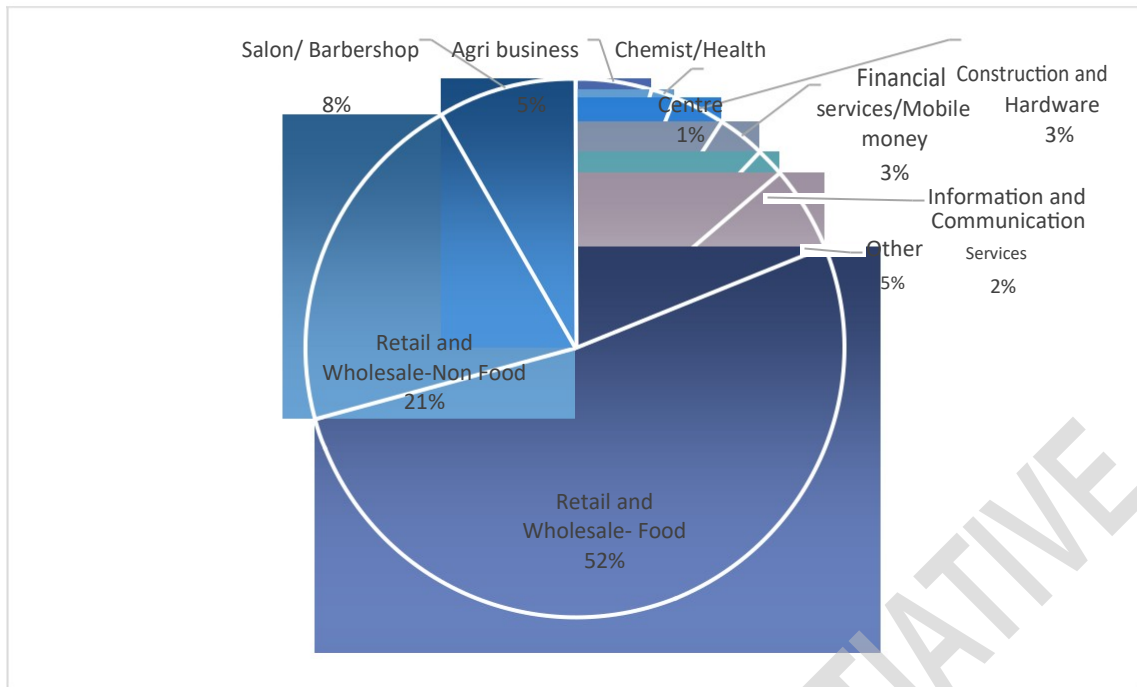 Salon/ Barbershop
8%
Agri business
5%
Chemist/Health
Centre
1%
Financial
services/Mobile
money
3%
Construction and
Hardware
3%
Information and
Communication
Services
2%
Other
5%
Retail and
Wholesale-Non Food
21%
Retail and
Wholesale- Food
52%